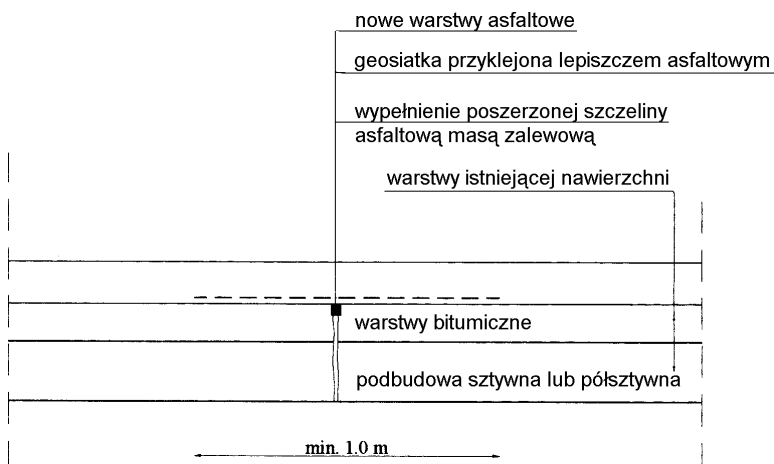 nowe warstwy asfaltowe
geosiatka przyklejona lepiszczem asfaltowym
wypełnienie poszerzonej szczeliny
asfaltową masą zalewową
warstwy istniejącej nawierzchni
warstwy bitumiczne
podbudowa sztywna lub półsztywna
min. 1.0 m